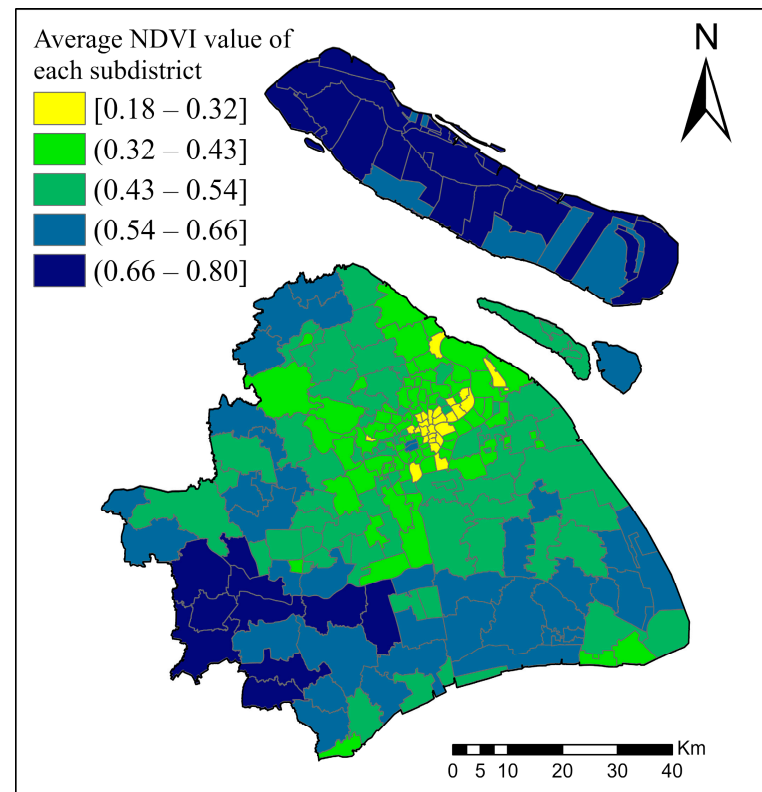 Average NDVI value of
each subdistrict
[0.18 – 0.32]
(0.32 – 0.43]
(0.43 – 0.54]
(0.54 – 0.66]
(0.66 – 0.80]
N
Km
0 5 10 20 30 40